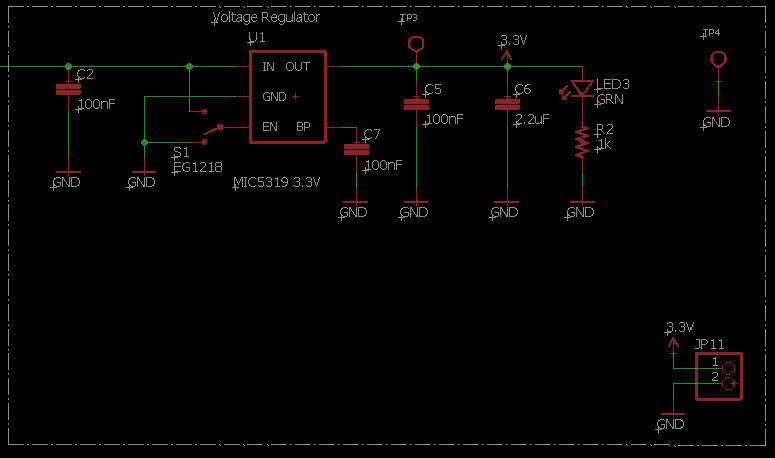 Voltage Regulator
TP3
TP4
U1
3.3V
C2
100nF
IN OUT
GND
EN BP
C5
100nF
C6
2.2uF
LED3
GRN
R2
1k
GND
S1
EG1218
C7
100nF
GND
GND
MIC5319 3.3V
GND
GND
GND
GND
3.3V
JP11
1
2
GND